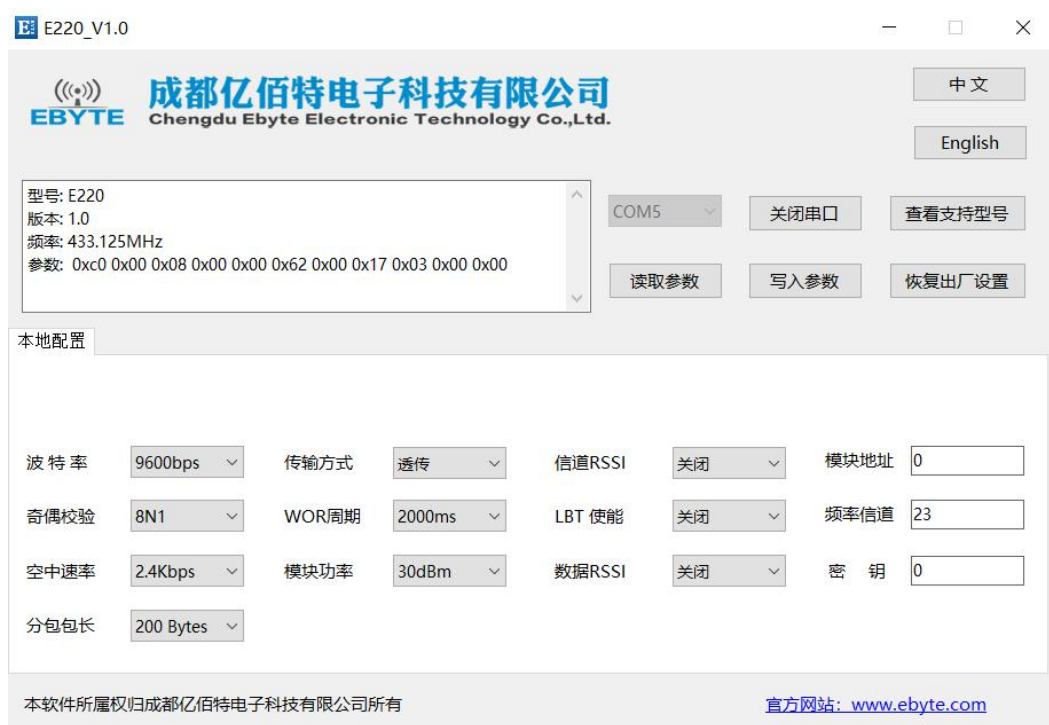 E220_V1.0
EBYTE
成都亿佰特电子科技有限公司
Chengdu Ebyte Electronic Technology Co.,Ltd.
中文
English
型号: E220
版本: 1.0
频率: 433.125MHz
参数: 0xc0 0x00 0x08 0x00 0x00 0x62 0x00 0x17 0x03 0x00 0x00
COM5 关闭串口 查看支持型号
读取参数 写入参数 恢复出厂设置
本地配置
波特率 9600bps 传输方式 透传 信道RSSI 关闭 模块地址 0
奇偶校验 8N1 WOR周期 2000ms LBT 使能 关闭 频率信道 23
空中速率 2.4Kbps 模块功率 30dBm 数据RSSI 关闭 密 钥 0
分包包长 200 Bytes
本软件所属权归成都亿佰特电子科技有限公司所有 官方网站：www.ebyte.com